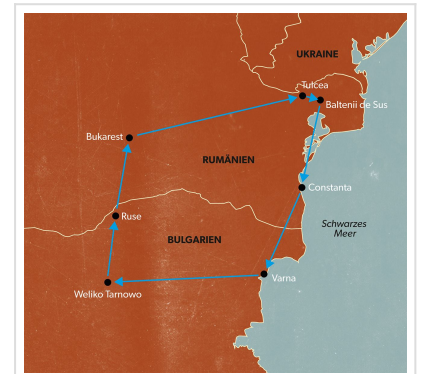 UKRAINE
Tulcea
Baltenii de Sus
Bukarest
RUMÄNIEN
Constanta
Ruse
Schwarzes
Meer
BULGARIEN
Varna
Weliko Tarnowo